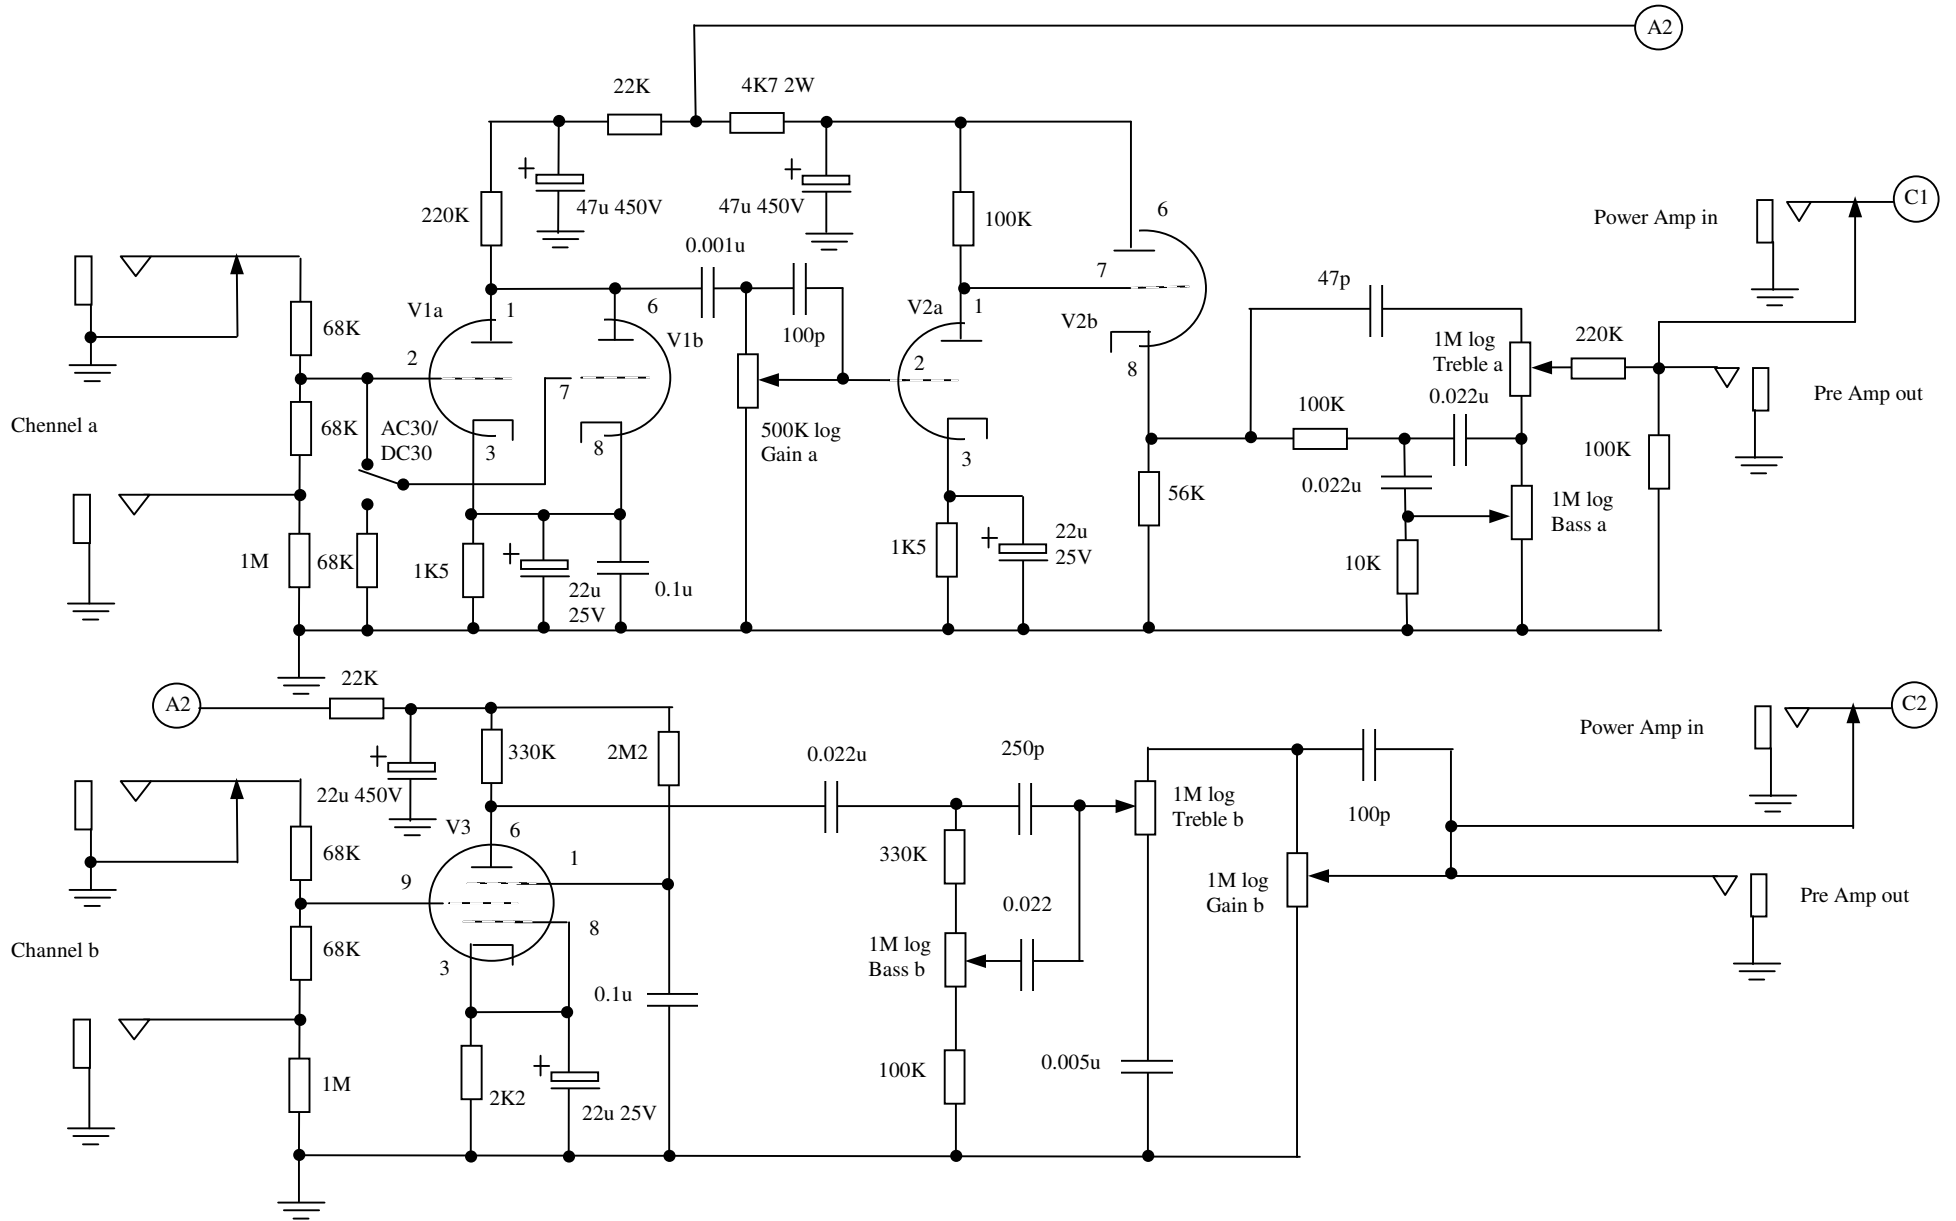 A2
22K
4K7 2W
220K
47u 450V
47u 450V
100K
6
Power Amp in
C1
0.001u
7
47p
V1a
1
6
V1b
100p
V2a
1
V2b
1M log
Treble a
220K
68K
2
7
2
8
Pre Amp out
100K
0.022u
Chennel a
68K
AC30/
DC30
3
8
500K log
Gain a
3
100K
0.022u
56K
1M log
Bass a
1M
68K
1K5
22u
25V
0.1u
1K5
22u
25V
10K
A2
22K
C2
Power Amp in
330K
2M2
0.022u
250p
22u 450V
V3
6
1M log
Treble b
100p
68K
9
1
330K
1M log
Gain b
Pre Amp out
0.022
8
Channel b
68K
3
1M log
Bass b
0.1u
1M
2K2
22u 25V
100K
0.005u